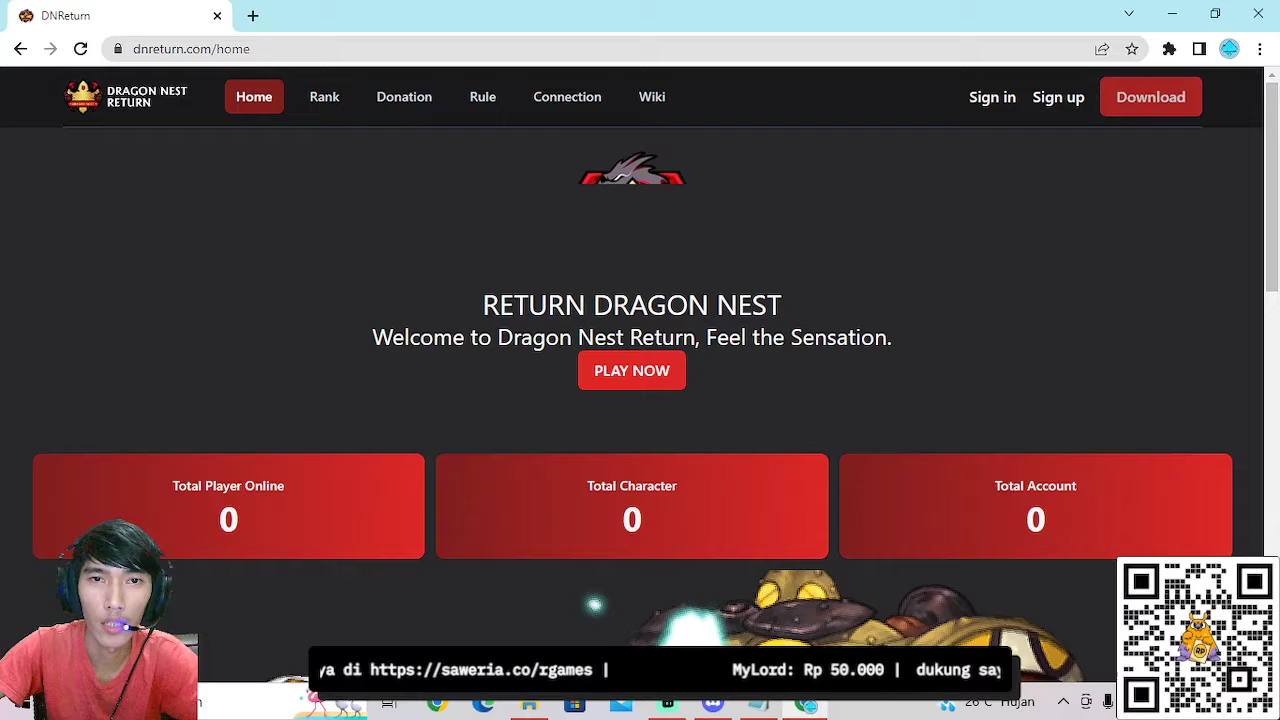 DNReturn
dnreturn.com/home
DRAGON NEST
RETURN
Home
Rank
Donation
Rule
Connection
Wiki
Sign in
Sign up
Download
RETURN DRAGON NEST
Welcome to Dragon Nest Return, Feel the Sensation.
PLAY NOW
Total Player Online
0
Total Character
0
Total Account
0
ya di https://saweria.co/rgames |
MyLord: Rp 50.000 |
dukung say
RP